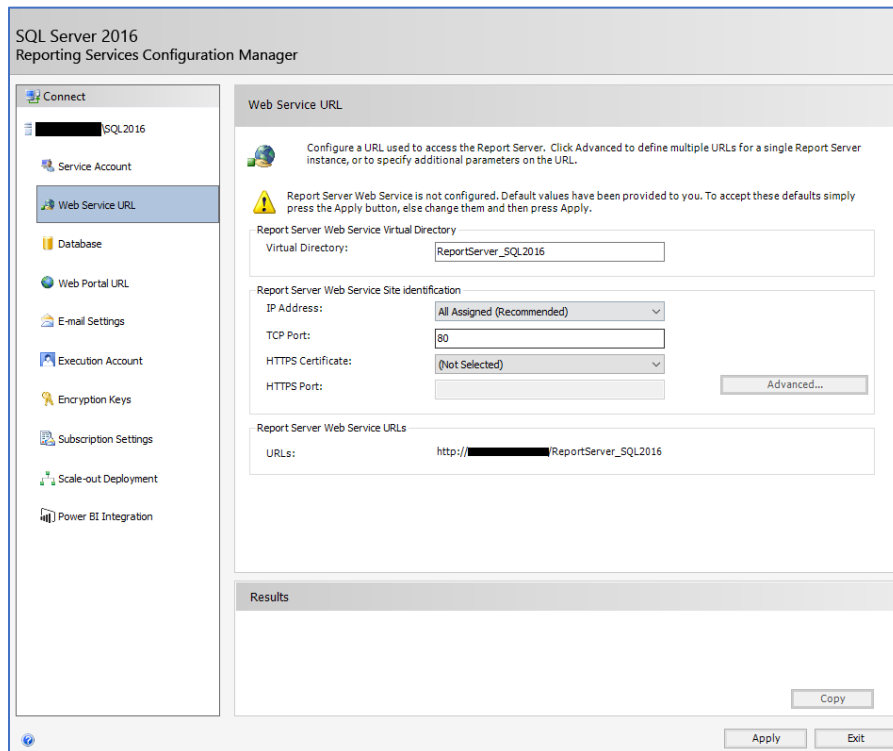 SQL Server 2016
Reporting Services Configuration Manager
Connect
\SQL2016
Service Account
Web Service URL
Database
Web Portal URL
E-mail Settings
Execution Account
Encryption Keys
Subscription Settings
Scale-out Deployment
Power BI Integration
Web Service URL
Configure a URL used to access the Report Server. Click Advanced to define multiple URLs for a single Report Server
instance, or to specify additional parameters on the URL.
Report Server Web Service is not configured. Default values have been provided to you. To accept these defaults simply
press the Apply button, else change them and then press Apply.
Report Server Web Service Virtual Directory
Virtual Directory: ReportServer_SQL2016
Report Server Web Service Site identification
IP Address: All Assigned (Recommended)
TCP Port: 80
HTTPS Certificate: (Not Selected)
HTTPS Port: Advanced...
Report Server Web Service URLs
URLs: http:// /ReportServer_SQL2016
Results
Copy
Apply Exit